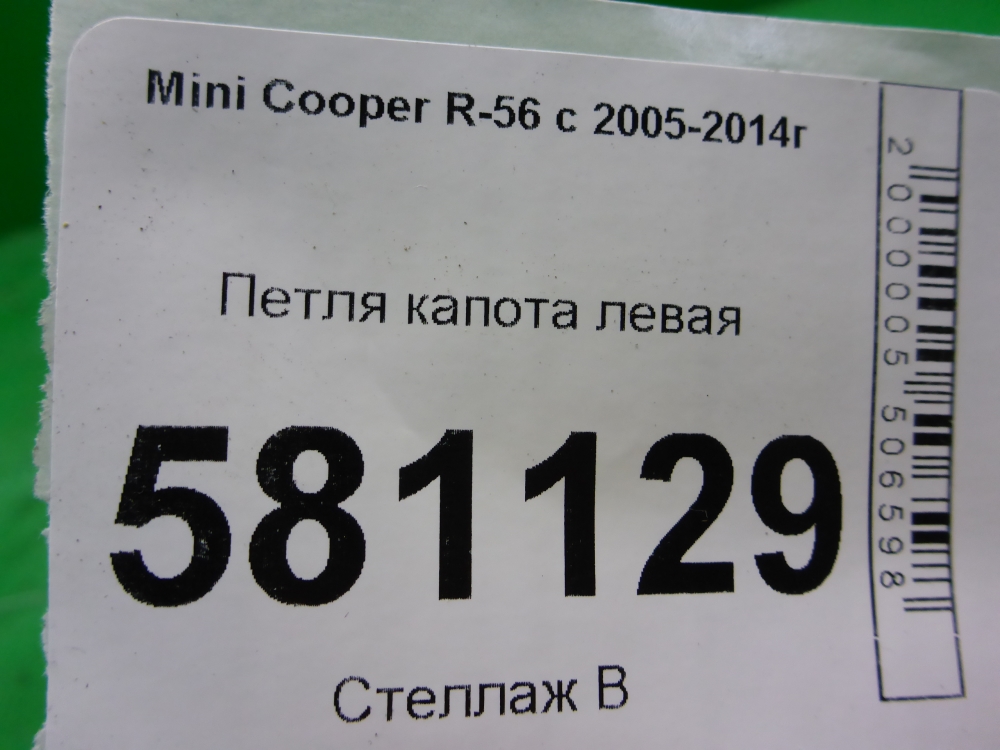 Mini Cooper R-56 с 2005-2014г
Петля капота левая
581129
Стеллаж В
2000005506598